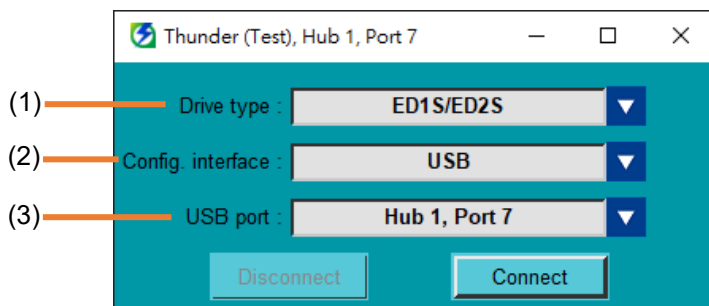 Thunder (Test), Hub 1, Port 7
(1) Drive type : ED1S/ED2S
(2) Config. interface : USB
(3) USB port : Hub 1, Port 7
Disconnect Connect